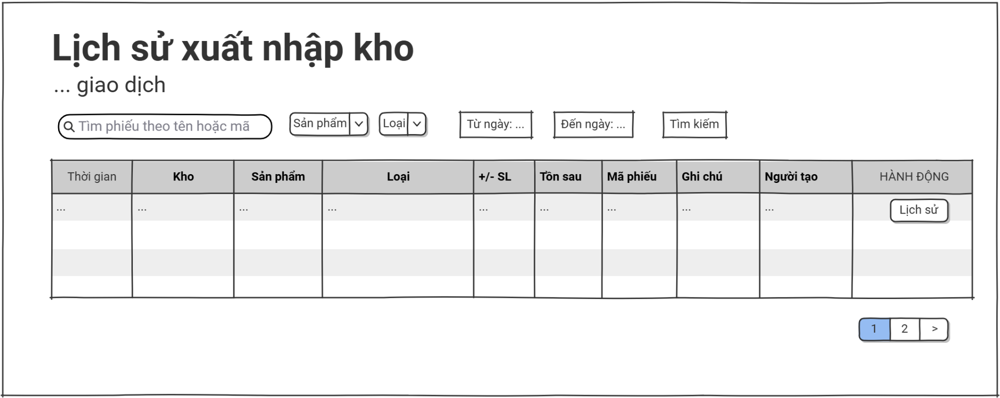 Lịch sử xuất nhập kho
... giao dịch
Tìm phiếu theo tên hoặc mã
Sản phẩm
Loại
Từ ngày: ...
Đến ngày: ...
Tìm kiếm
Thời gian Kho Sản phẩm Loại +/- SL Tồn sau Mã phiếu Ghi chú Người tạo HÀNH ĐỘNG
... ... ... ... ... ... ... ... ... Lịch sử
1 2 >